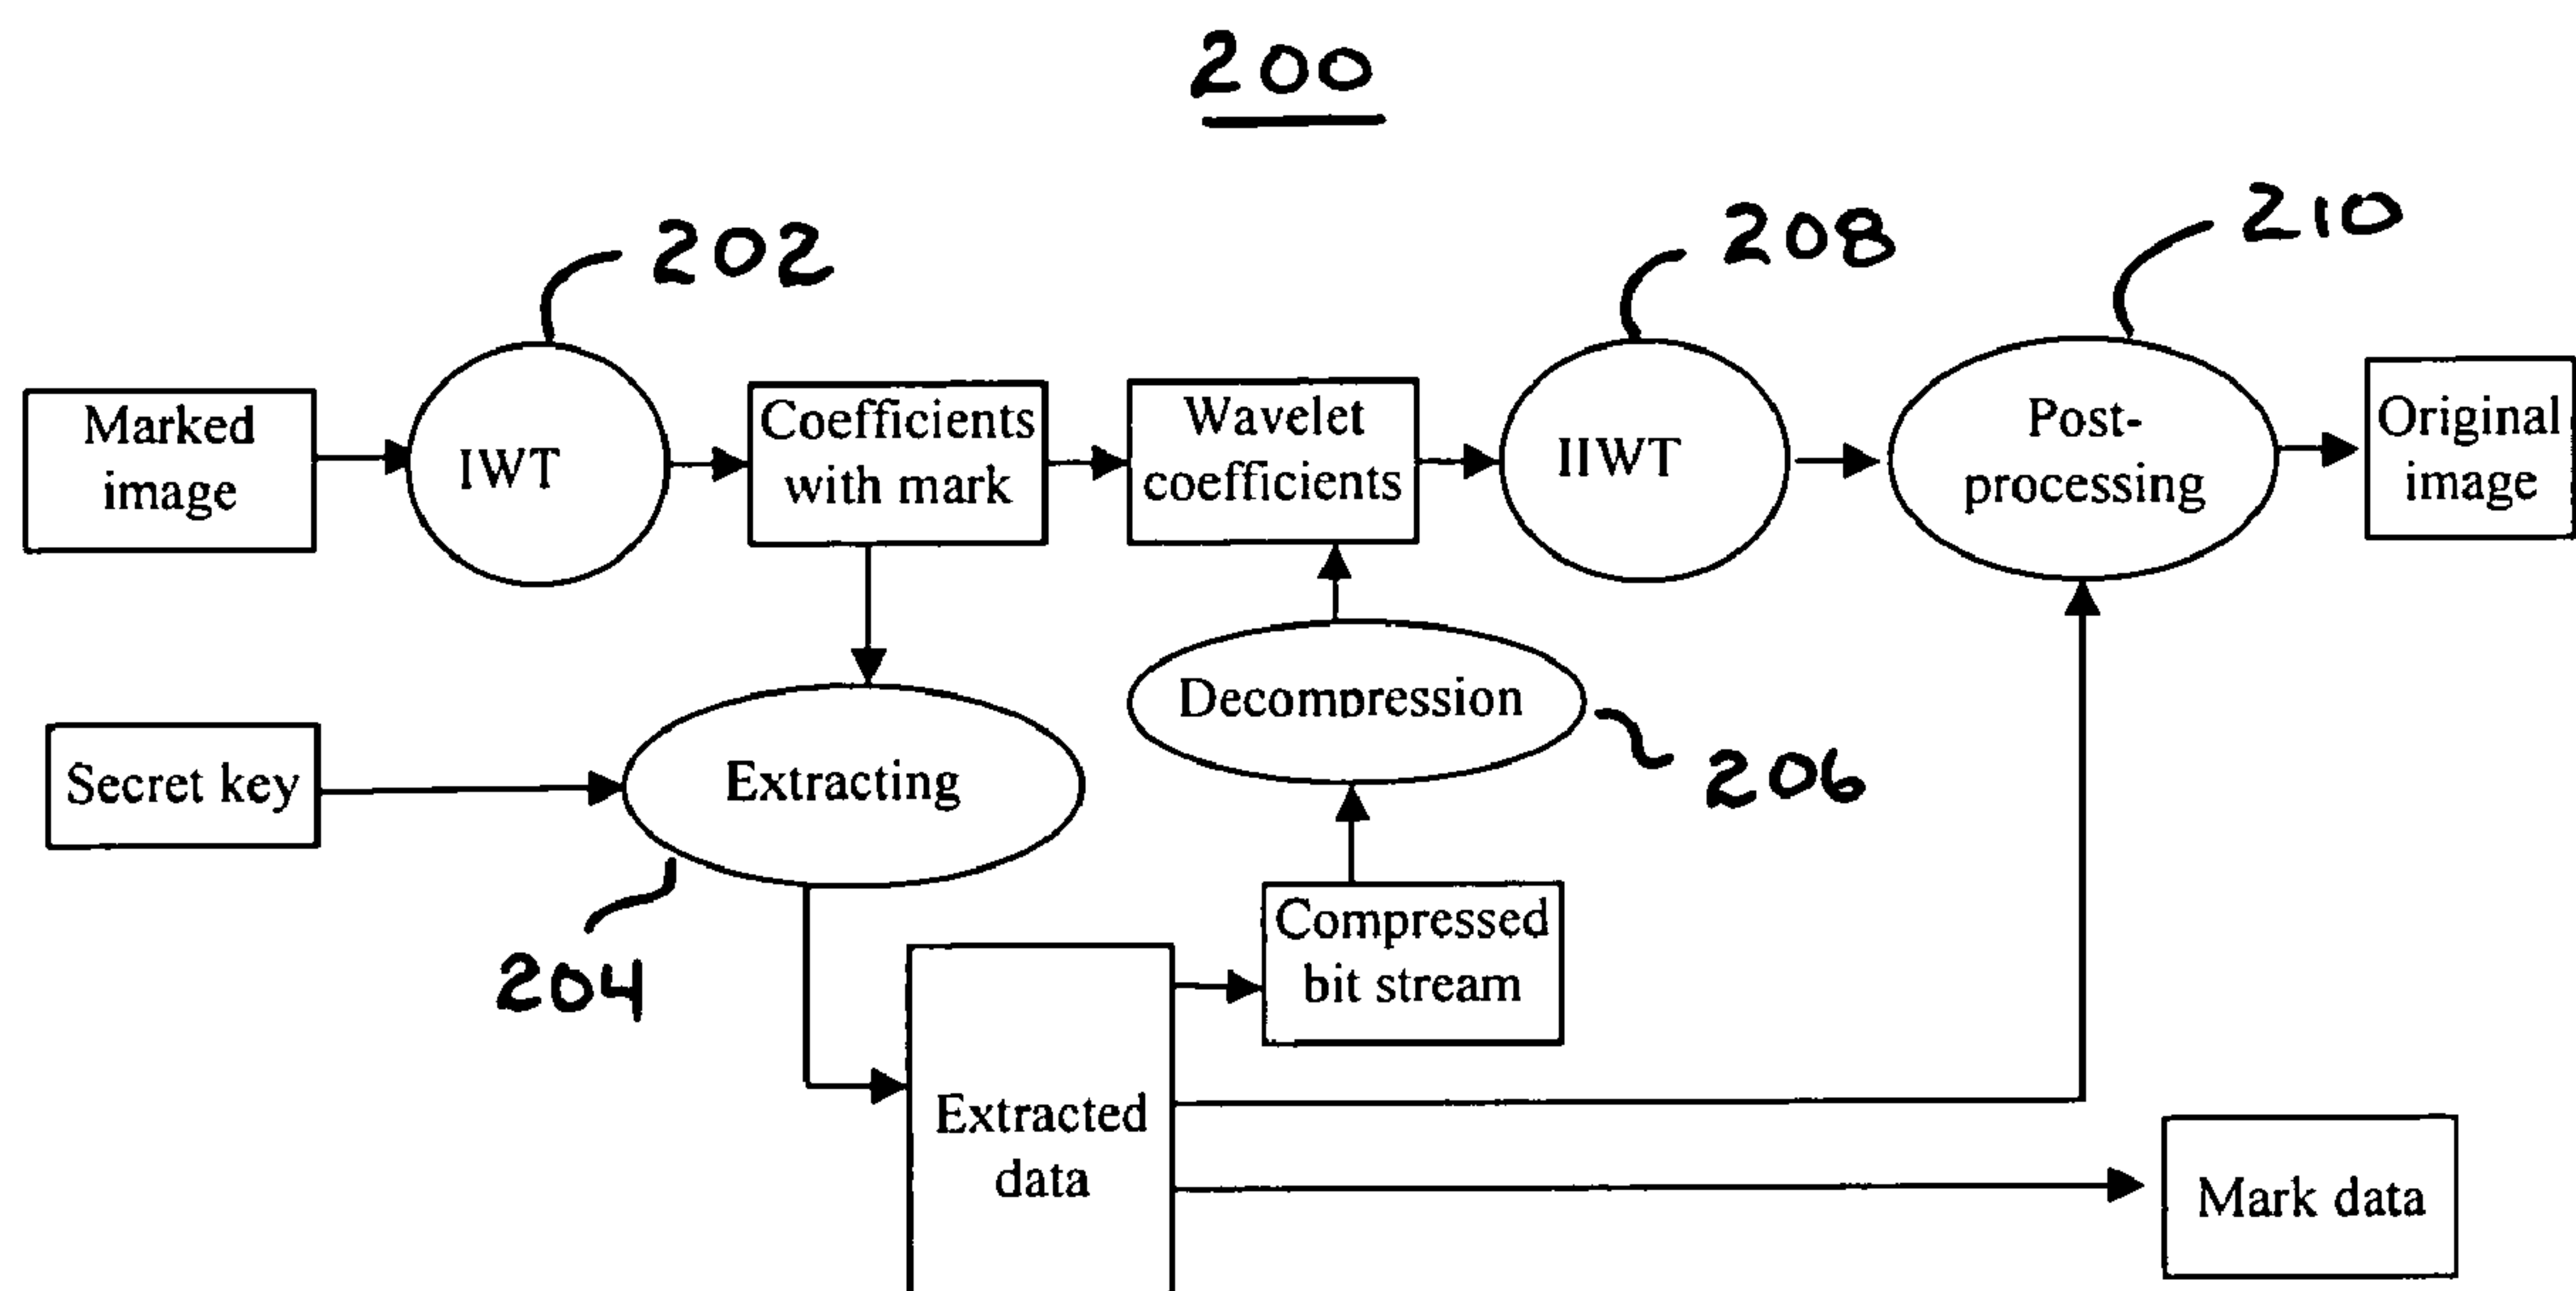 200
202
208
210
Marked
image
IWT
Coefficients
with mark
Wavelet
coefficients
IIWT
Post-
processing
Original
image
Secret key
Extracting
Decompression
206
204
Compressed
bit stream
Extracted
data
Mark data